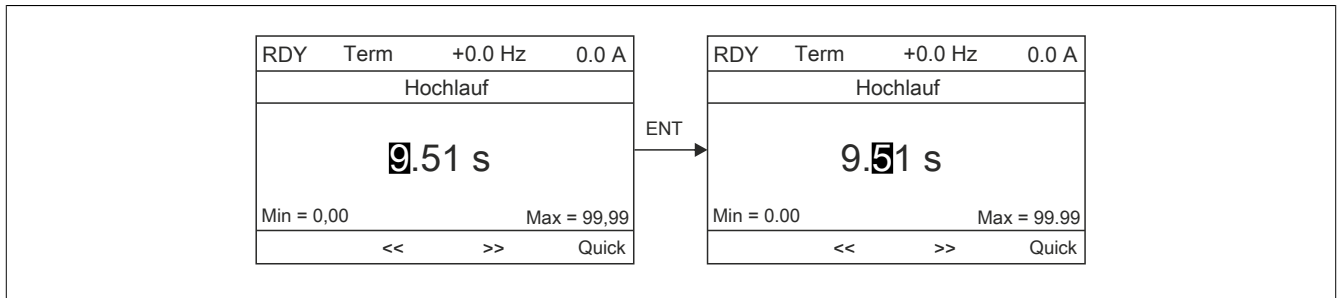 RDY Term +0.0 Hz 0.0 A
Hochlauf
9.51 s
Min = 0,00 Max = 99,99
<< >> Quick
ENT
RDY Term +0.0 Hz 0.0 A
Hochlauf
9.51 s
Min = 0.00 Max = 99.99
<< >> Quick